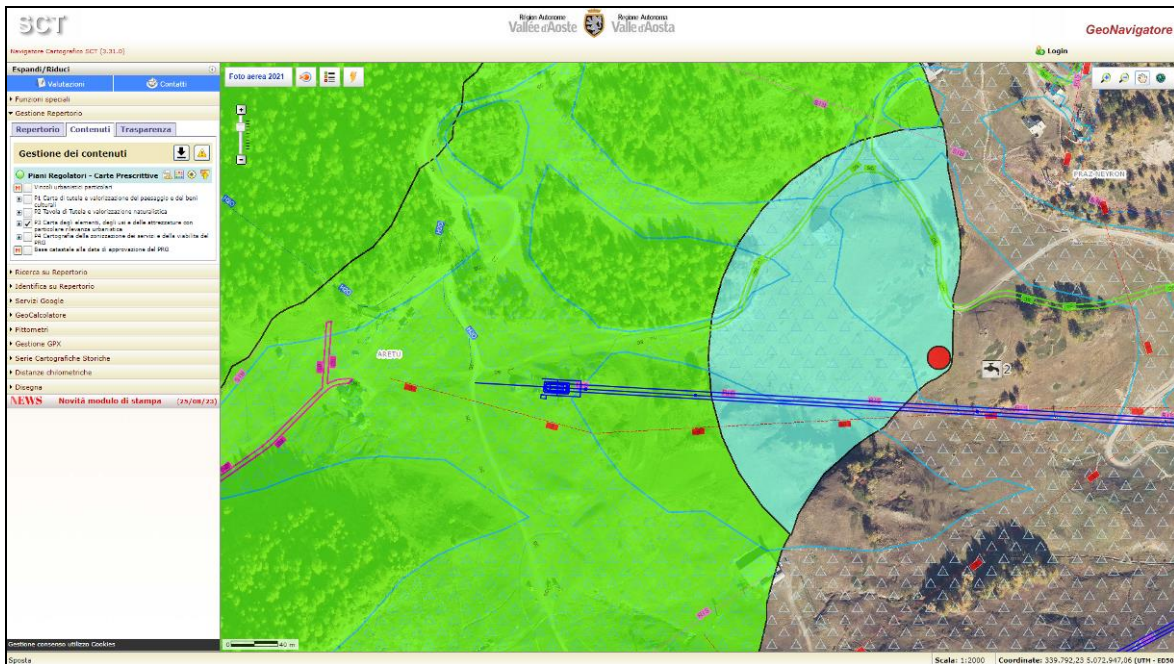 SCT
Région Autonome
Vallée d'Aoste
Regione Autonoma
Valle d'Aosta
GeoNavigatore
Navigatore Cartografico SCT (3.31.0)
Login
Espandi/Riduci
Valutazioni
Contatti
Funzioni speciali
Gestione Repertorio
Repertorio
Contenuti
Trasparenza
Gestione dei contenuti
Piani Regolatori - Carte Prescrittive
Vincoli urbanistici particolari
P1 Carta di tutela e valorizzazione del paesaggio e dei beni
culturali
P2 Tavola di Tutela e valorizzazione naturalistica
P3 Carta degli elementi, degli usi e delle attrezzature con
particolare rilevanza urbanistica
P4 Cartografia della zonizzazione dei servizi e della viabilita del
PRG
Base catastale alla data di approvazione del PRG
Ricerca su Repertorio
Identifica su Repertorio
Servizi Google
GeoCalcolatore
Fittometri
Gestione GPX
Serie Cartografiche Storiche
Distanze chilometriche
Disegna
NEWS Novità modulo di stampa (25/08/23)
Foto aerea 2021
PRAZ-NEYRON
ARETU
2
0 40 m
Gestione consenso utilizzo Cookies
Sposta
Scala: 1:2000 Coordinate: 339.792,23 5.072.947,06 (UTM - ED50